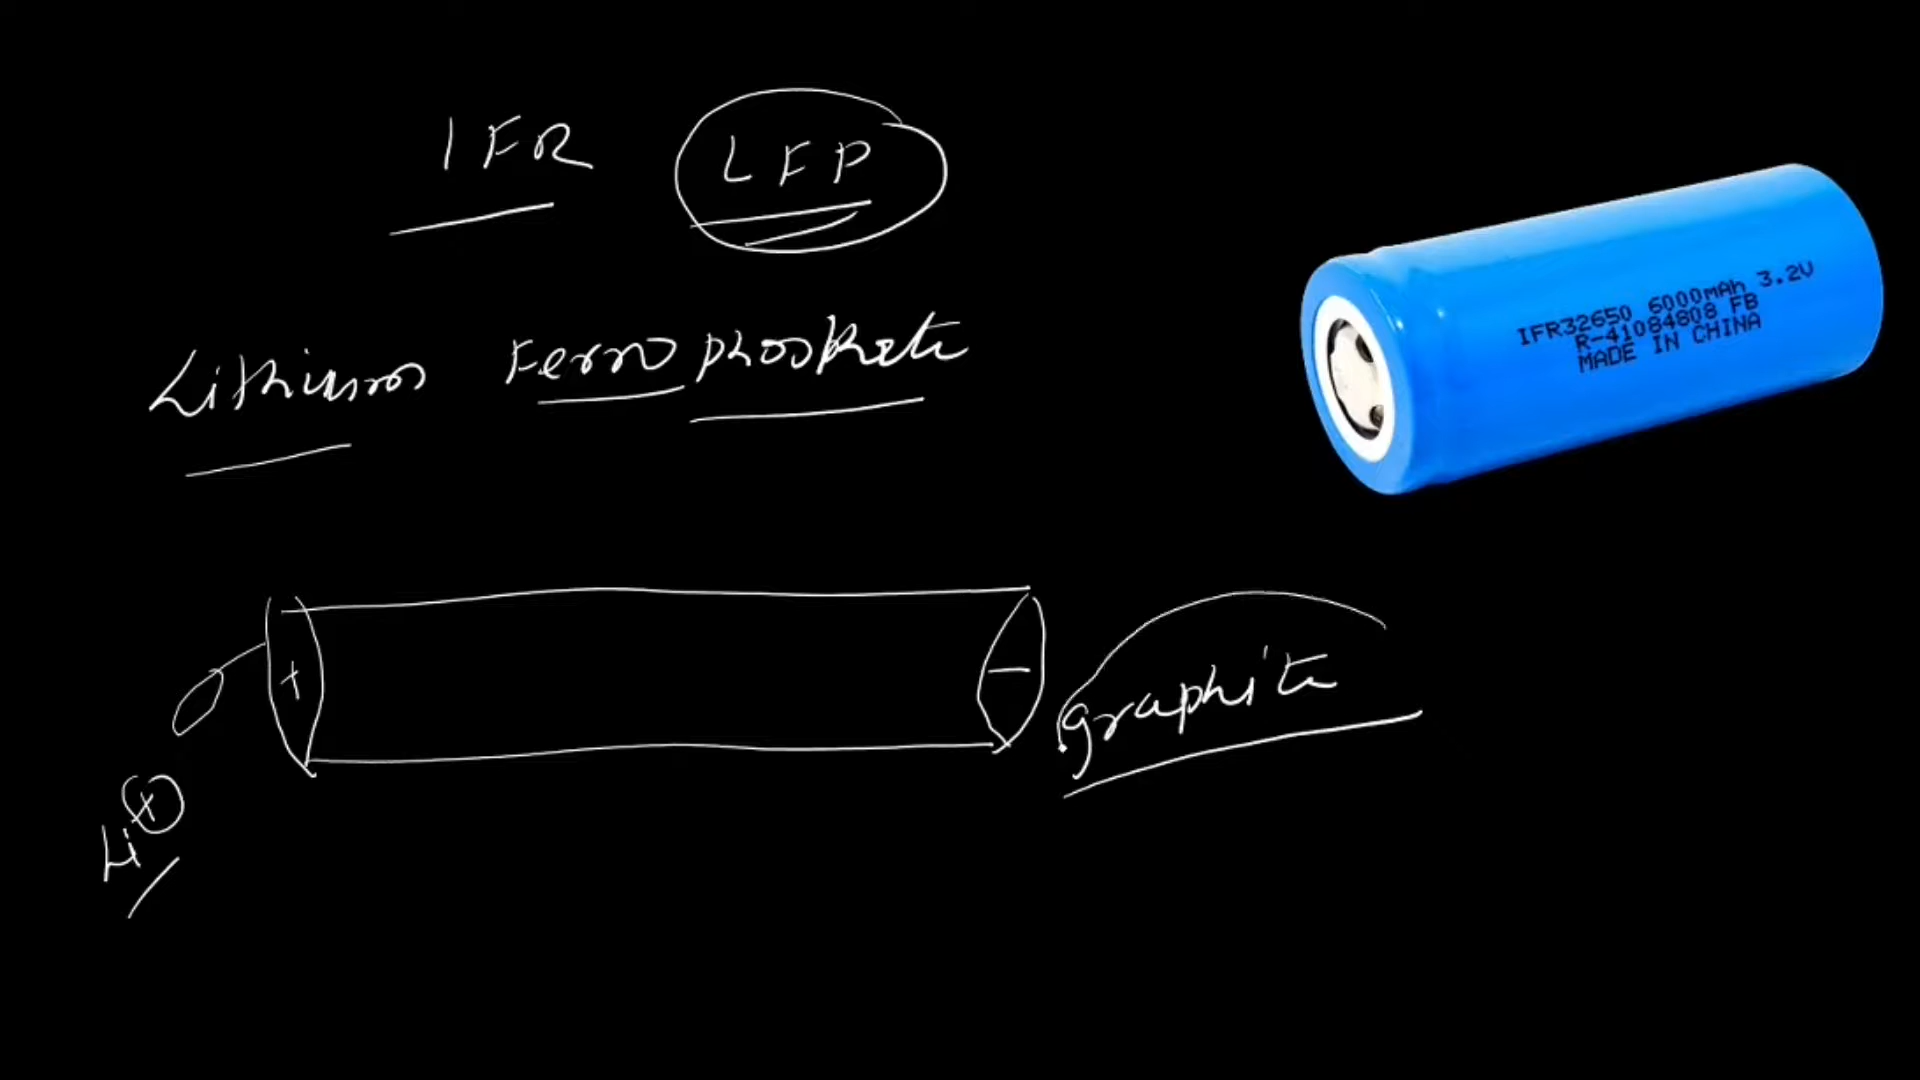 IFR LFP
Lithium Ferro phosphate
IFR32650 6000mAh 3.2V
R-41084808 FB
MADE IN CHINA
+
-
graphite
Li+